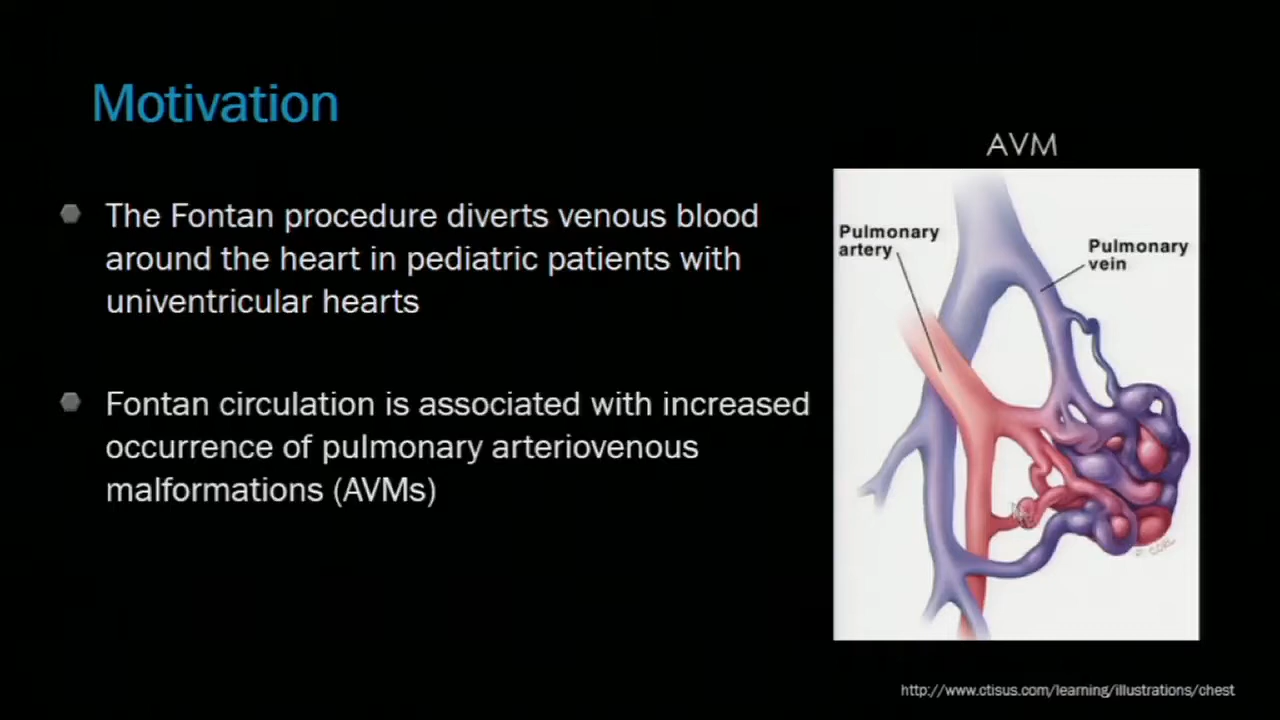 Motivation
The Fontan procedure diverts venous blood
around the heart in pediatric patients with
univentricular hearts
Fontan circulation is associated with increased
occurrence of pulmonary arteriovenous
malformations (AVMs)
AVM
Pulmonary
artery
Pulmonary
vein
http://www.ctisus.com/learning/illustrations/chest